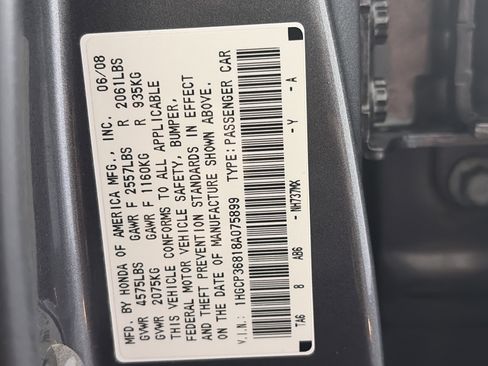 MFD. BY HONDA OF AMERICA MFG., INC. 06/08
GVWR 4575LBS GAWR F 2557LBS R 2061LBS
GVWR 2075KG GAWR F 1160KG R 935KG
THIS VEHICLE CONFORMS TO ALL APPLICABLE
FEDERAL MOTOR VEHICLE SAFETY, BUMPER,
AND THEFT PREVENTION STANDARDS IN EFFECT
ON THE DATE OF MANUFACTURE SHOWN ABOVE.
V.I.N.: 1HGCP36818A075899 TYPE: PASSENGER CAR
TA6 8 AB6 -NH737MX -Y -A